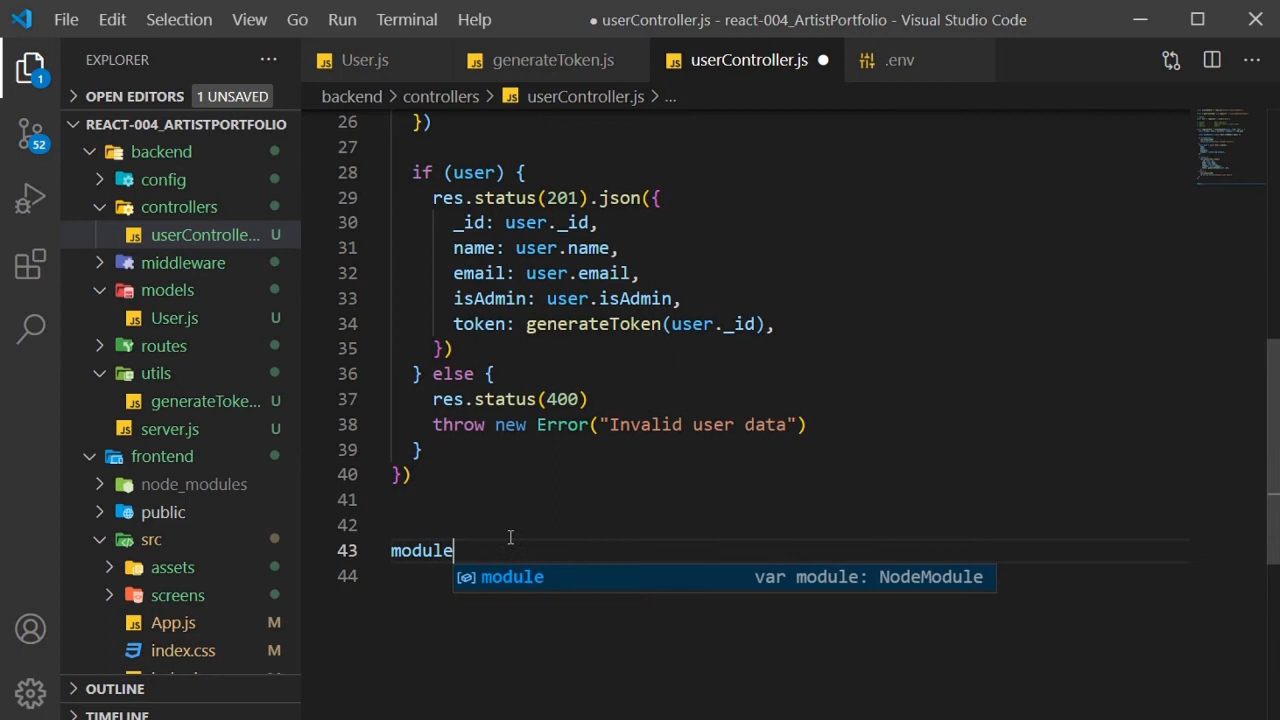 File Edit Selection View Go Run Terminal Help ● userController.js - react-004_ArtistPortfolio - Visual Studio Code
EXPLORER ···
User.js generateToken.js userController.js .env
OPEN EDITORS 1 UNSAVED
backend > controllers > userController.js > ...
REACT-004_ARTISTPORTFOLIO
backend
config
controllers
userControlle... U
middleware
models
User.js U
routes
utils
generateToke... U
server.js U
frontend
node_modules
public
src
assets
screens
App.js M
index.css M
OUTLINE
TIMELINE
1
52
26 })
27
28 if (user) {
29 res.status(201).json({
30 _id: user._id,
31 name: user.name,
32 email: user.email,
33 isAdmin: user.isAdmin,
34 token: generateToken(user._id),
35 })
36 } else {
37 res.status(400)
38 throw new Error("Invalid user data")
39 }
40 })
41
42
43 module
44
module var module: NodeModule